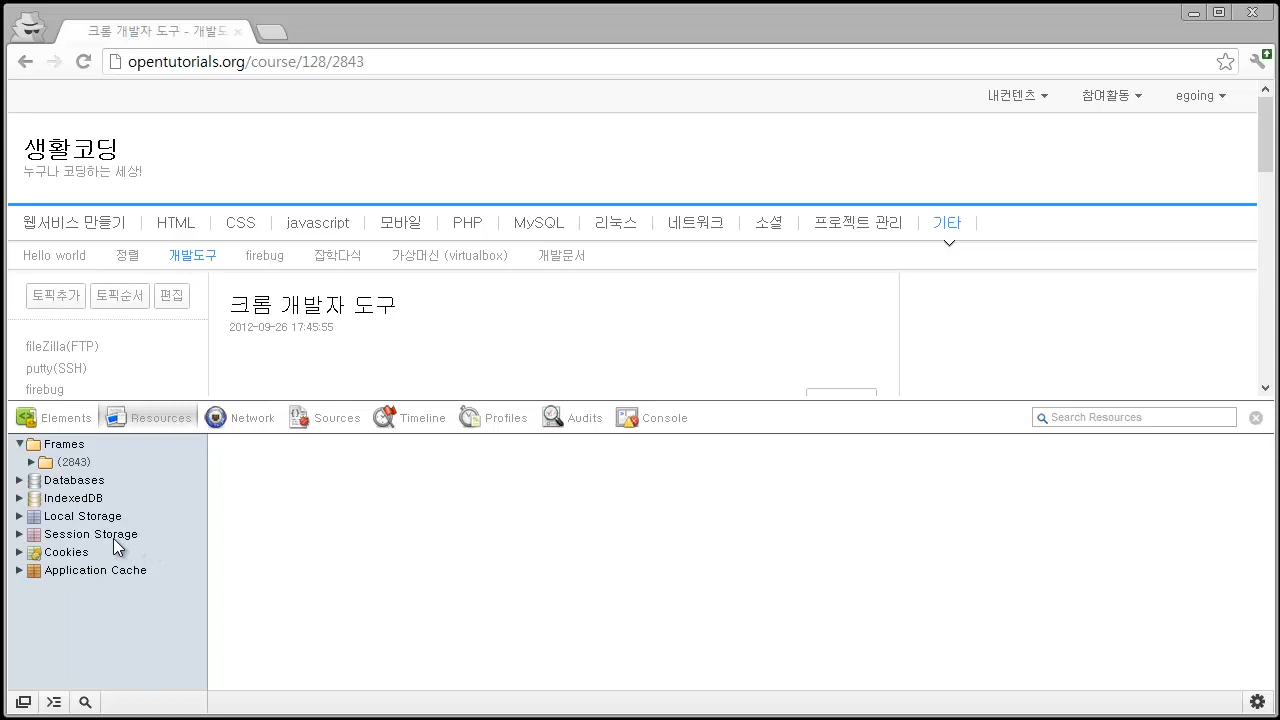 크롬 개발자 도구 - 개발도
opentutorials.org/course/128/2843
내컨텐츠 참여활동 egoing
생활코딩
누구나 코딩하는 세상!
웹서비스 만들기 HTML CSS javascript 모바일 PHP MySQL 리눅스 네트워크 소셜 프로젝트 관리 기타
Hello world 정렬 개발도구 firebug 잡학다식 가상머신 (virtualbox) 개발문서
토픽추가 토픽순서 편집
크롬 개발자 도구
2012-09-26 17:45:55
fileZilla(FTP)
putty(SSH)
firebug
Elements Resources Network Sources Timeline Profiles Audits Console Search Resources
Frames
(2843)
Databases
IndexedDB
Local Storage
Session Storage
Cookies
Application Cache